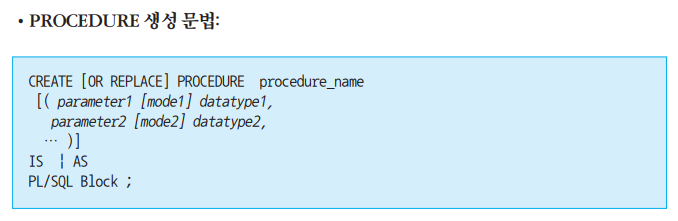 • PROCEDURE 생성 문법:
CREATE [OR REPLACE] PROCEDURE procedure_name
[( parameter1 [mode1] datatype1,
parameter2 [mode2] datatype2,
… )]
IS ¦ AS
PL/SQL Block ;